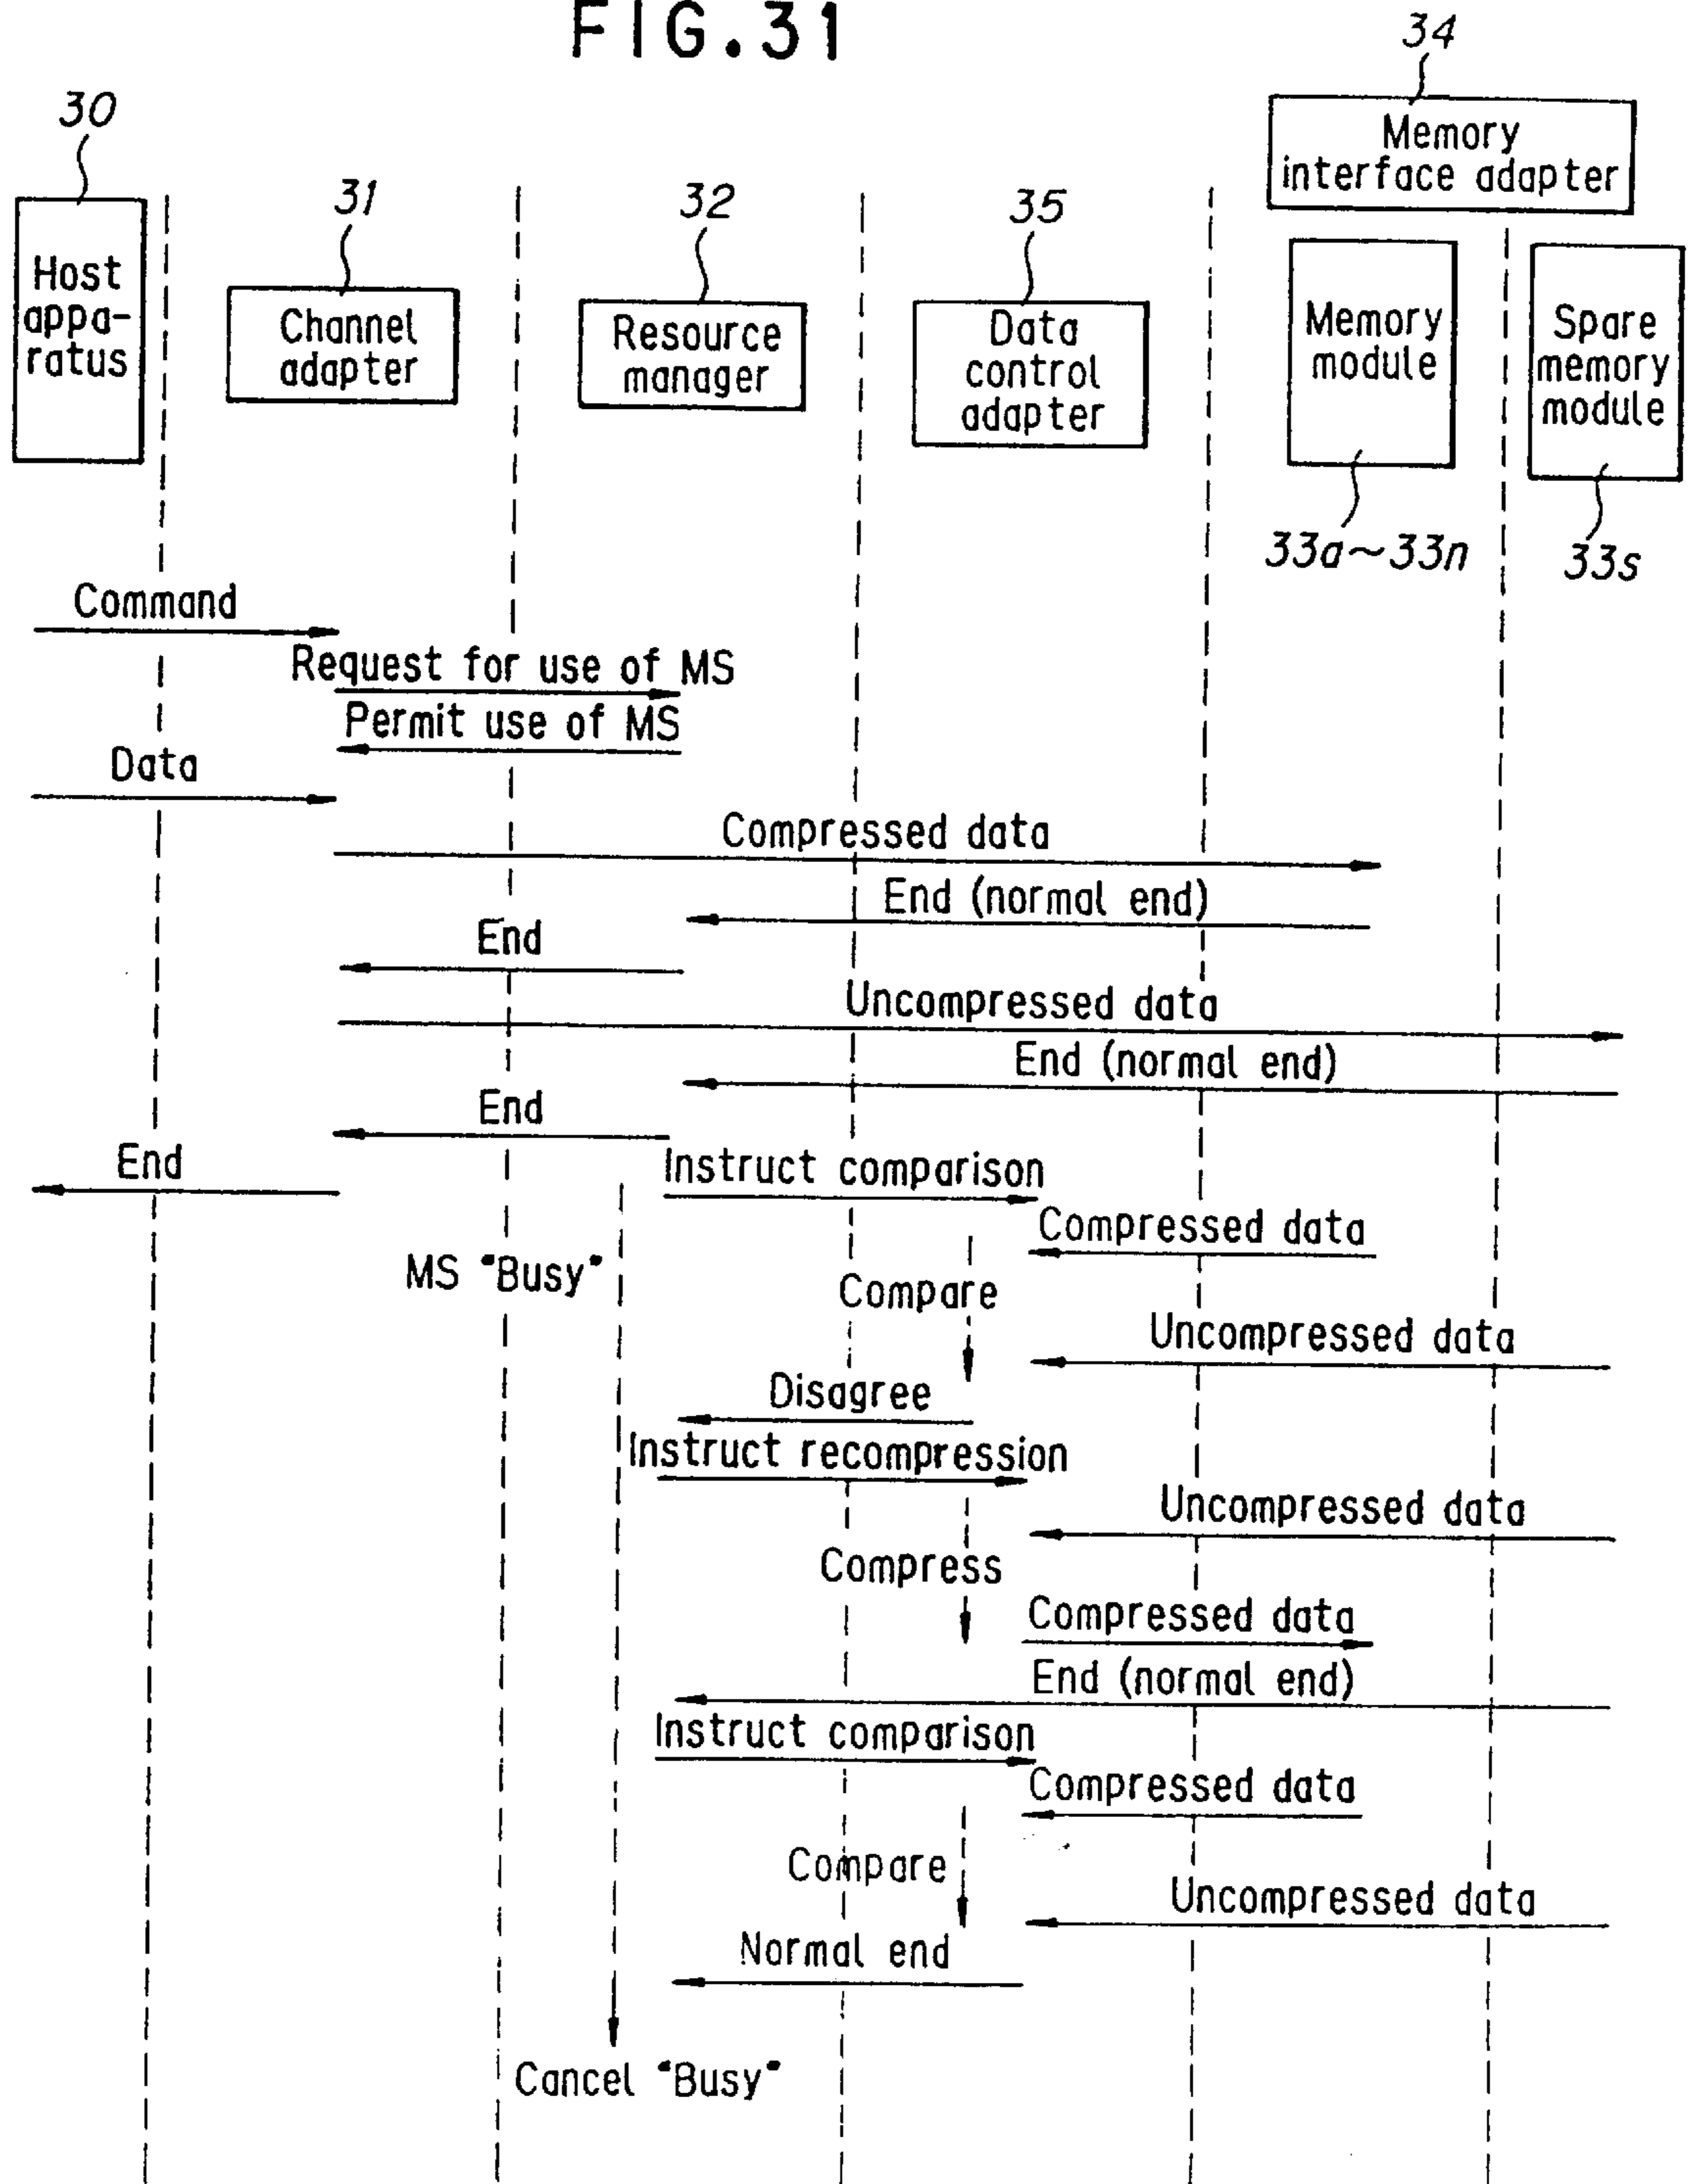 FIG.31
34
Memory
interface adapter
30
Host
appa-
ratus
31
Channel
adapter
32
Resource
manager
35
Data
control
adapter
Memory
module
33a~33n
Spare
memory
module
33s
Command
Request for use of MS
Permit use of MS
Data
Compressed data
End (normal end)
End
Uncompressed data
End (normal end)
End
End
Instruct comparison
Compressed data
MS "Busy"
Compare
Uncompressed data
Disagree
Instruct recompression
Uncompressed data
Compress
Compressed data
End (normal end)
Instruct comparison
Compressed data
Compare
Uncompressed data
Normal end
Cancel "Busy"